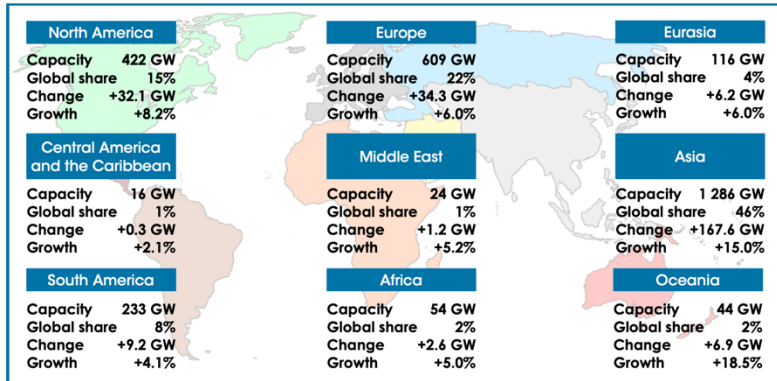 North America
Capacity 422 GW
Global share 15%
Change +32.1 GW
Growth +8.2%
Europe
Capacity 609 GW
Global share 22%
Change +34.3 GW
Growth +6.0%
Eurasia
Capacity 116 GW
Global share 4%
Change +6.2 GW
Growth +6.0%
Central America
and the Caribbean
Capacity 16 GW
Global share 1%
Change +0.3 GW
Growth +2.1%
Middle East
Capacity 24 GW
Global share 1%
Change +1.2 GW
Growth +5.2%
Asia
Capacity 1 286 GW
Global share 46%
Change +167.6 GW
Growth +15.0%
South America
Capacity 233 GW
Global share 8%
Change +9.2 GW
Growth +4.1%
Africa
Capacity 54 GW
Global share 2%
Change +2.6 GW
Growth +5.0%
Oceania
Capacity 44 GW
Global share 2%
Change +6.9 GW
Growth +18.5%